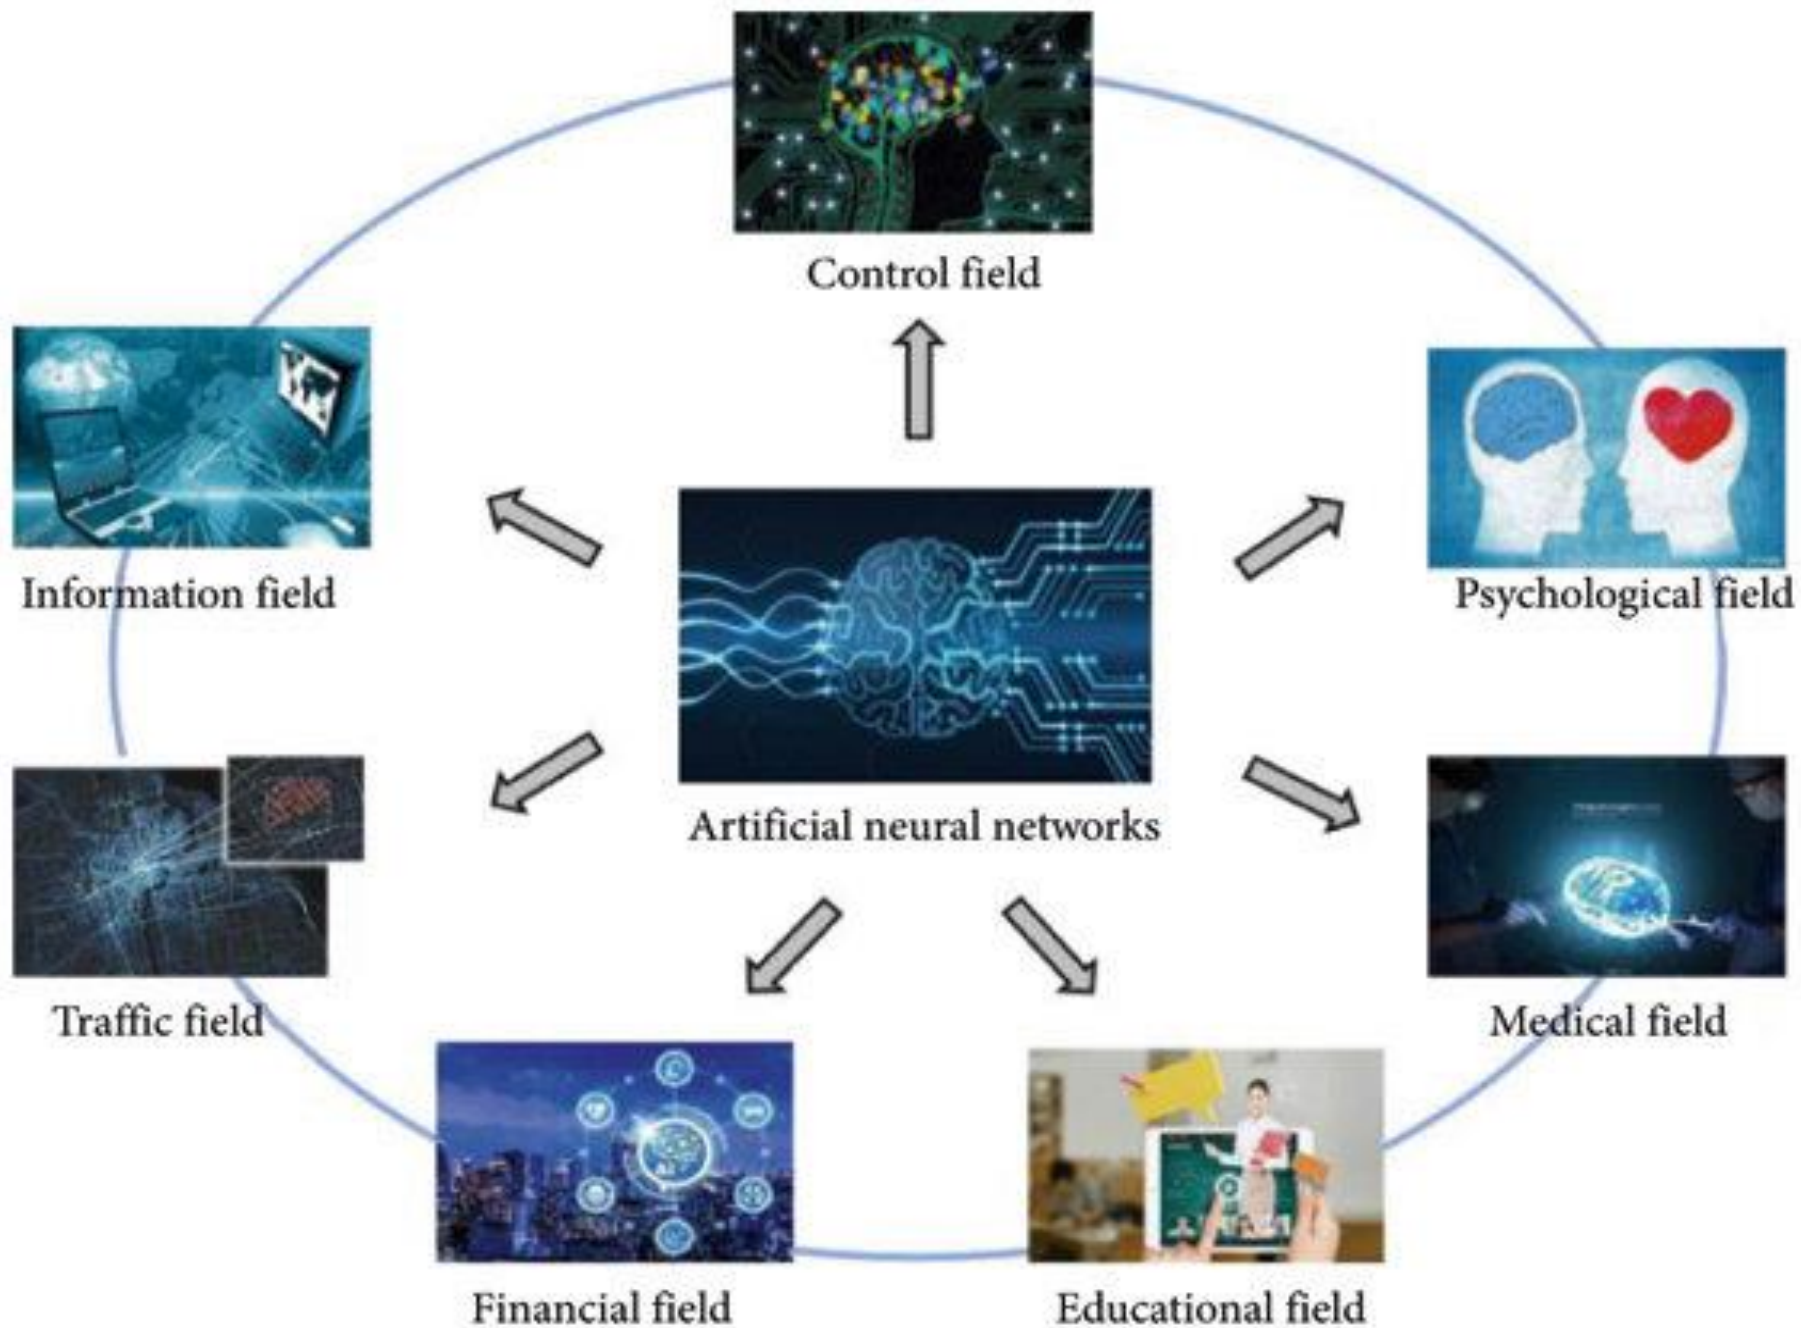 Control field
Information field
Psychological field
Artificial neural networks
Traffic field
Medical field
Financial field
Educational field